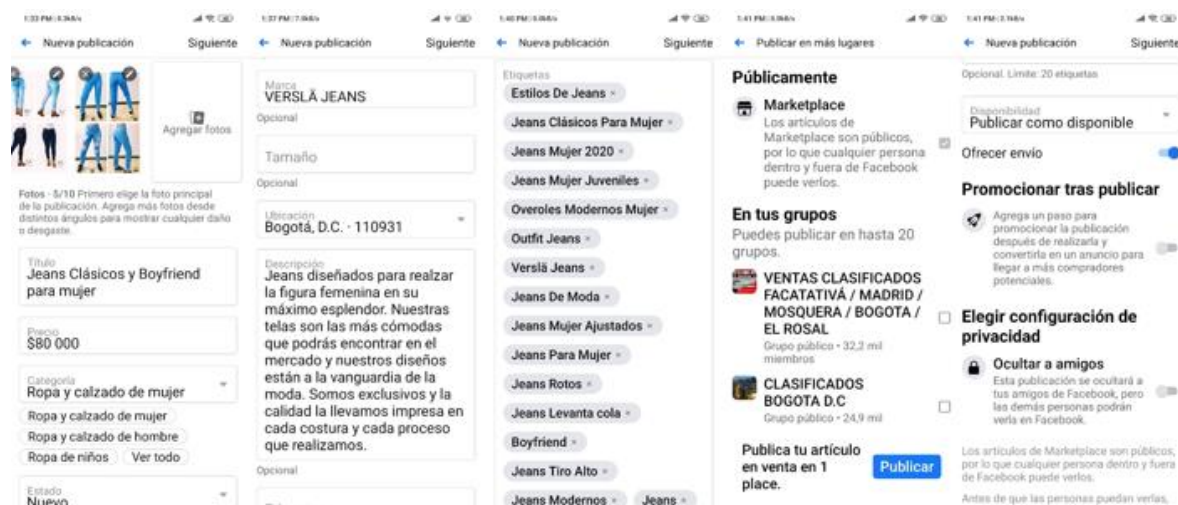 1:33 PM | 8.3kB/s
Nueva publicación
Siguiente
Agregar fotos
Fotos · 5/10 Primero elige la foto principal
de la publicación. Agrega más fotos desde
distintos ángulos para mostrar cualquier daño
o desgaste.
Título
Jeans Clásicos y Boyfriend
para mujer
Precio
$80 000
Categoría
Ropa y calzado de mujer
Ropa y calzado de mujer
Ropa y calzado de hombre
Ropa de niños
Ver todo
Estado
Nuevo
Nueva publicación
Siguiente
Marca
VERSLÄ JEANS
Opcional
Tamaño
Opcional
Ubicación
Bogotá, D.C. · 110931
Descripción
Jeans diseñados para realzar
la figura femenina en su
máximo esplendor. Nuestras
telas son las más cómodas
que podrás encontrar en el
mercado y nuestros diseños
están a la vanguardia de la
moda. Somos exclusivos y la
calidad la llevamos impresa en
cada costura y cada proceso
que realizamos.
Opcional
Nueva publicación
Siguiente
Etiquetas
Estilos De Jeans ×
Jeans Clásicos Para Mujer ×
Jeans Mujer 2020 ×
Jeans Mujer Juveniles ×
Overoles Modernos Mujer ×
Outfit Jeans ×
Verslä Jeans ×
Jeans De Moda ×
Jeans Mujer Ajustados ×
Jeans Para Mujer ×
Jeans Rotos ×
Jeans Levanta cola ×
Boyfriend ×
Jeans Tiro Alto ×
Jeans Modernos ×
Jeans ×
Publicar en más lugares
Públicamente
Marketplace
Los artículos de
Marketplace son públicos,
por lo que cualquier persona
dentro y fuera de Facebook
puede verlos.
En tus grupos
Puedes publicar en hasta 20
grupos.
VENTAS CLASIFICADOS
FACATATIVÁ / MADRID /
MOSQUERA / BOGOTA /
EL ROSAL
Grupo público • 32,2 mil
miembros
CLASIFICADOS
BOGOTA D.C
Grupo público • 24,9 mil
Publica tu artículo
en venta en 1
place.
Publicar
Nueva publicación
Siguiente
Opcional. Límite: 20 etiquetas
Disponibilidad
Publicar como disponible
Ofrecer envío
Promocionar tras publicar
Agrega un paso para
promocionar la publicación
después de realizarla y
convertirla en un anuncio para
llegar a más compradores
potenciales.
Elegir configuración de
privacidad
Ocultar a amigos
Esta publicación se ocultará a
tus amigos de Facebook, pero
las demás personas podrán
verla en Facebook.
Los artículos de Marketplace son públicos,
por lo que cualquier persona dentro y fuera
de Facebook puede verlos.
Antes de que las personas puedan verlas,